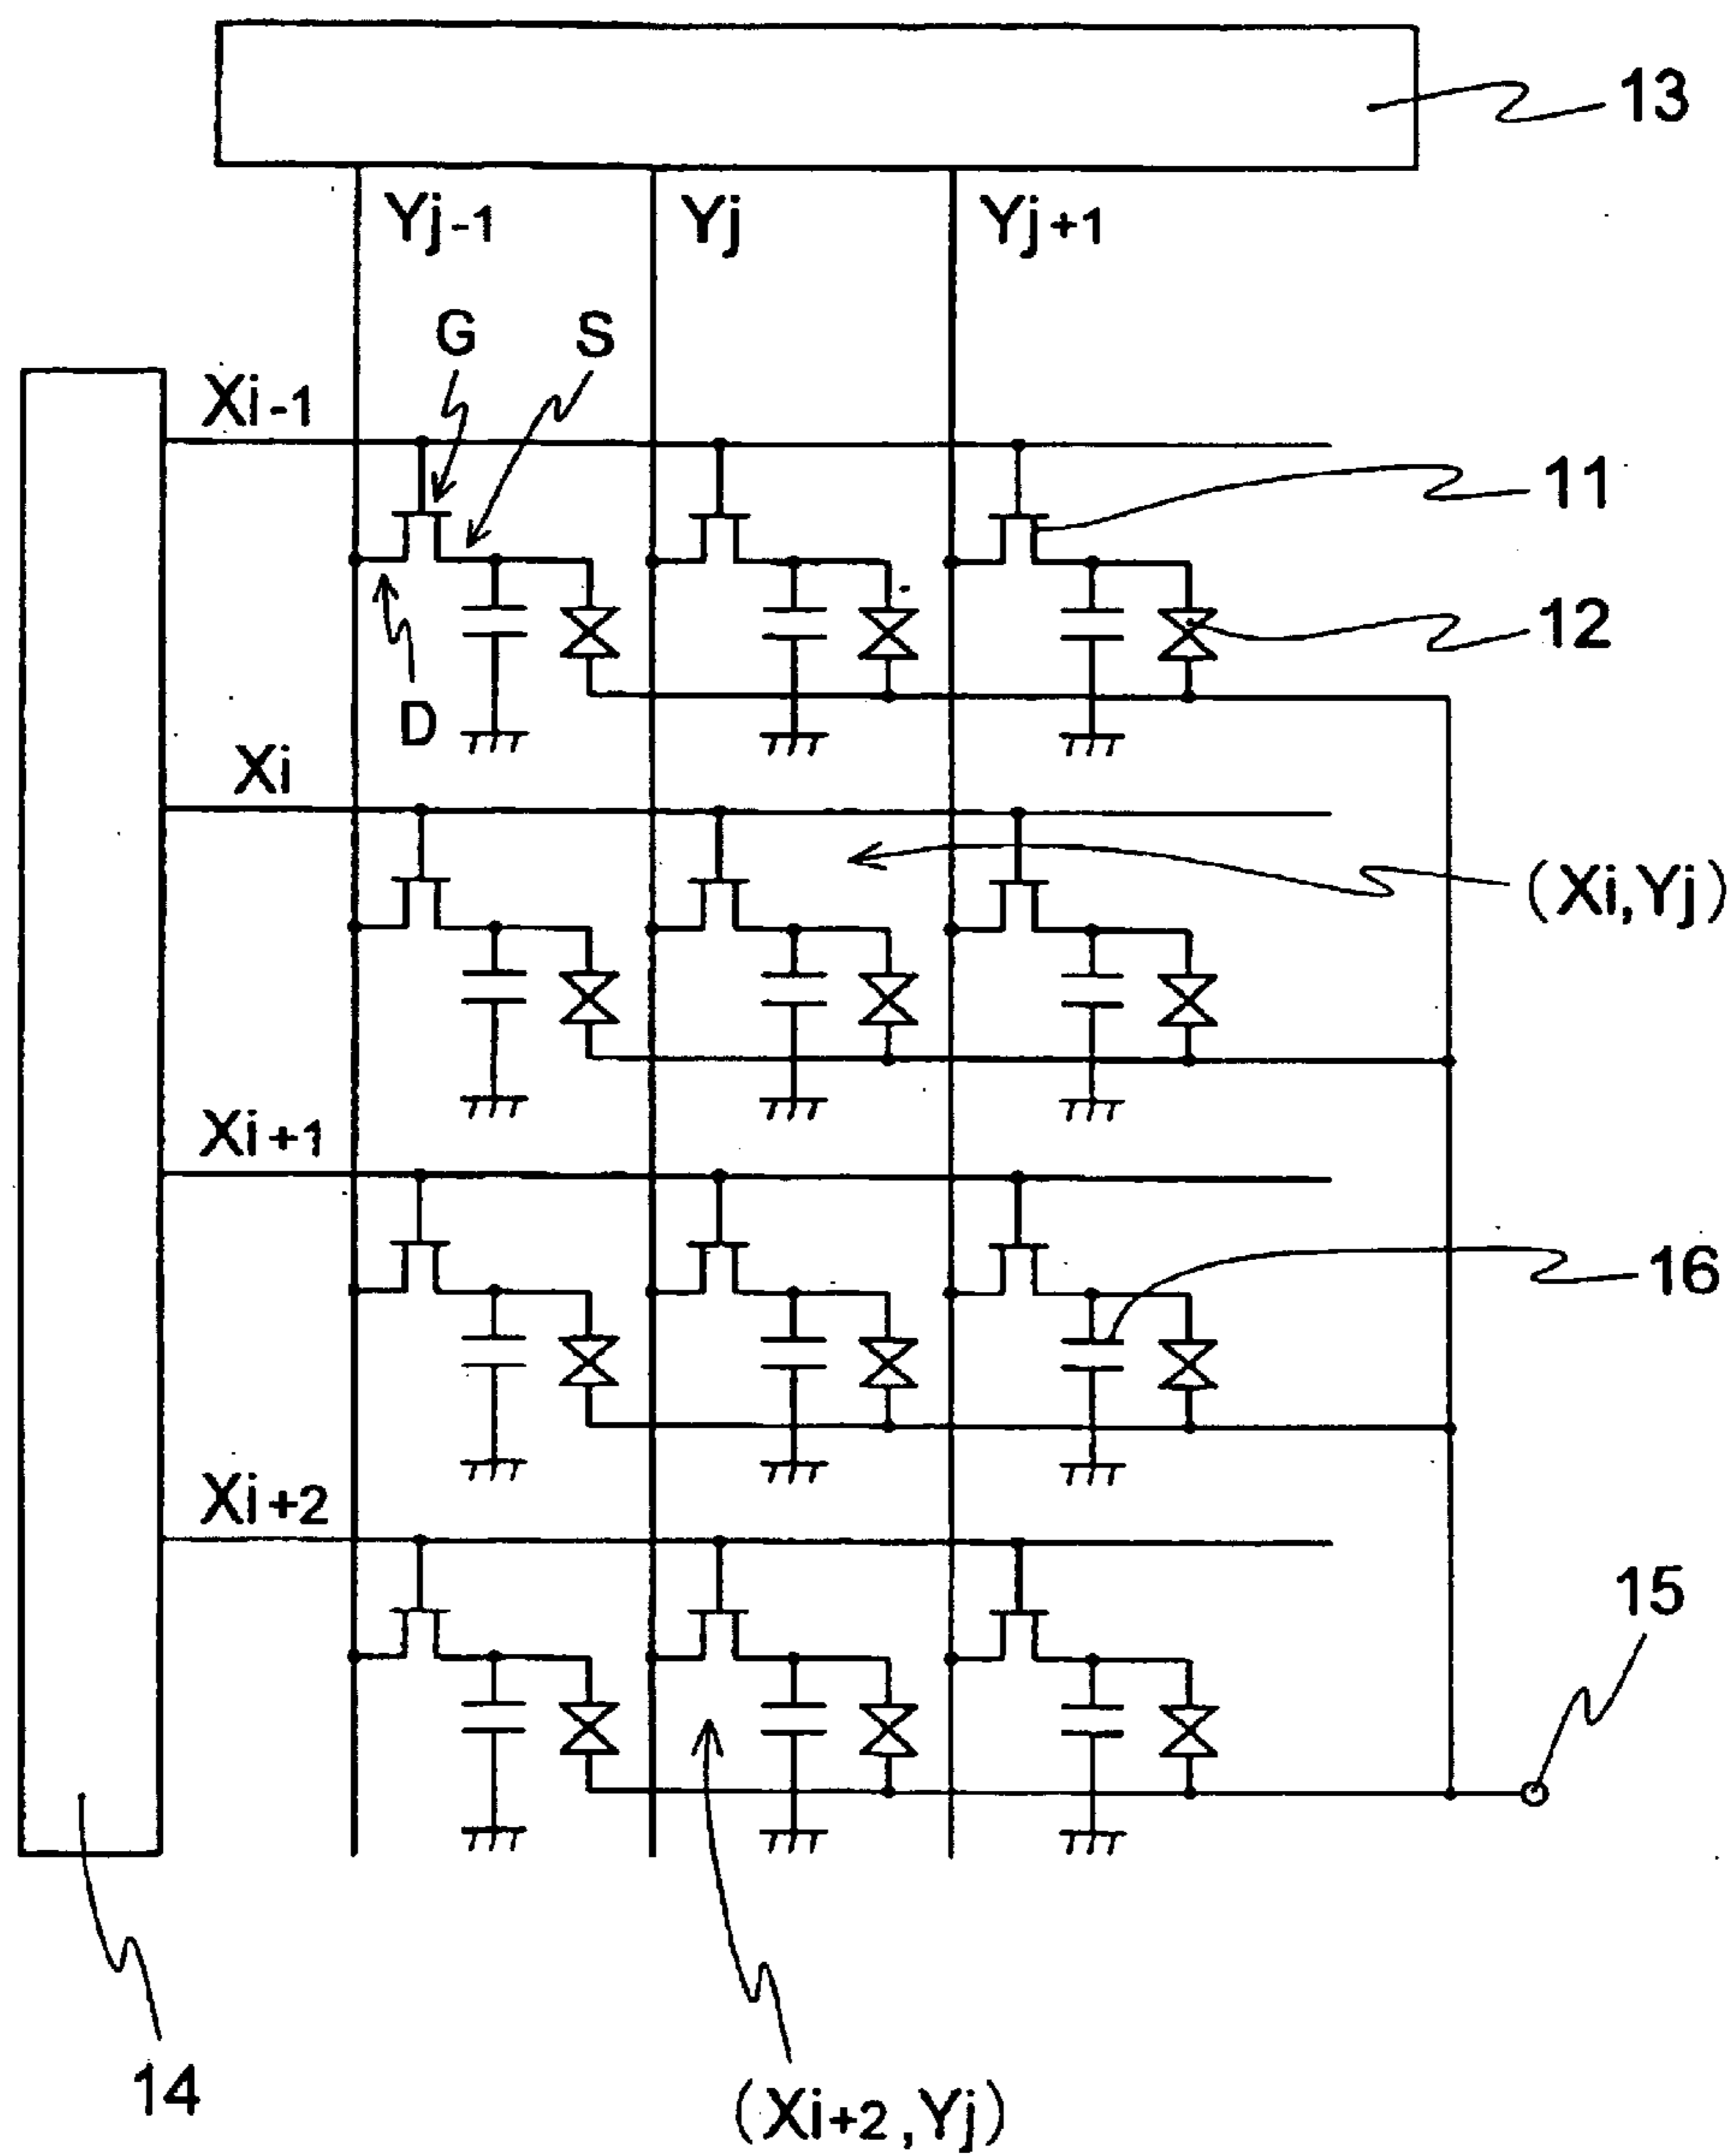 13
Yj-1
Yj
Yj+1
G
S
Xi-1
11
12
D
Xi
(Xi,Yj)
Xi+1
16
Xi+2
15
14
(Xi+2,Yj)